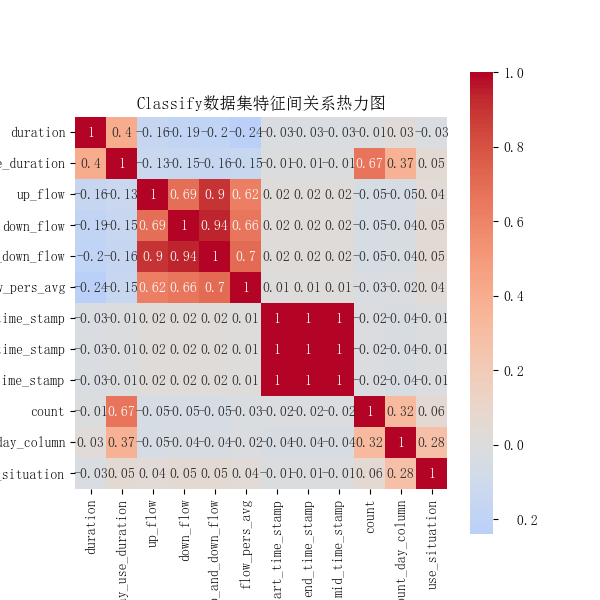 Classify数据集特征间关系热力图
duration 1 0.4 -0.16 -0.19 -0.2 -0.24 -0.03 -0.03 -0.03 -0.01 0.03 -0.03
e_duration 0.4 1 -0.13 -0.15 -0.16 -0.15 -0.01 -0.01 -0.01 0.67 0.37 0.05
up_flow -0.16 -0.13 1 0.69 0.9 0.62 0.02 0.02 0.02 -0.05 -0.05 0.04
down_flow -0.19 -0.15 0.69 1 0.94 0.66 0.02 0.02 0.02 -0.05 -0.04 0.05
_down_flow -0.2 -0.16 0.9 0.94 1 0.7 0.02 0.02 0.02 -0.05 -0.04 0.05
w_pers_avg -0.24 -0.15 0.62 0.66 0.7 1 0.01 0.01 0.01 -0.03 -0.02 0.04
time_stamp -0.03 -0.01 0.02 0.02 0.02 0.01 1 1 1 -0.02 -0.04 -0.01
time_stamp -0.03 -0.01 0.02 0.02 0.02 0.01 1 1 1 -0.02 -0.04 -0.01
ime_stamp -0.03 -0.01 0.02 0.02 0.02 0.01 1 1 1 -0.02 -0.04 -0.01
count -0.01 0.67 -0.05 -0.05 -0.05 -0.03 -0.02 -0.02 -0.02 1 0.32 0.06
day_column 0.03 0.37 -0.05 -0.04 -0.04 -0.02 -0.04 -0.04 -0.04 0.32 1 0.28
_situation -0.03 0.05 0.04 0.05 0.05 0.04 -0.01 -0.01 -0.01 0.06 0.28 1
duration
ay_use_duration
up_flow
down_flow
p_and_down_flow
flow_pers_avg
art_time_stamp
end_time_stamp
mid_time_stamp
count
ount_day_column
use_situation
1.0
0.8
0.6
0.4
0.2
0.0
0.2